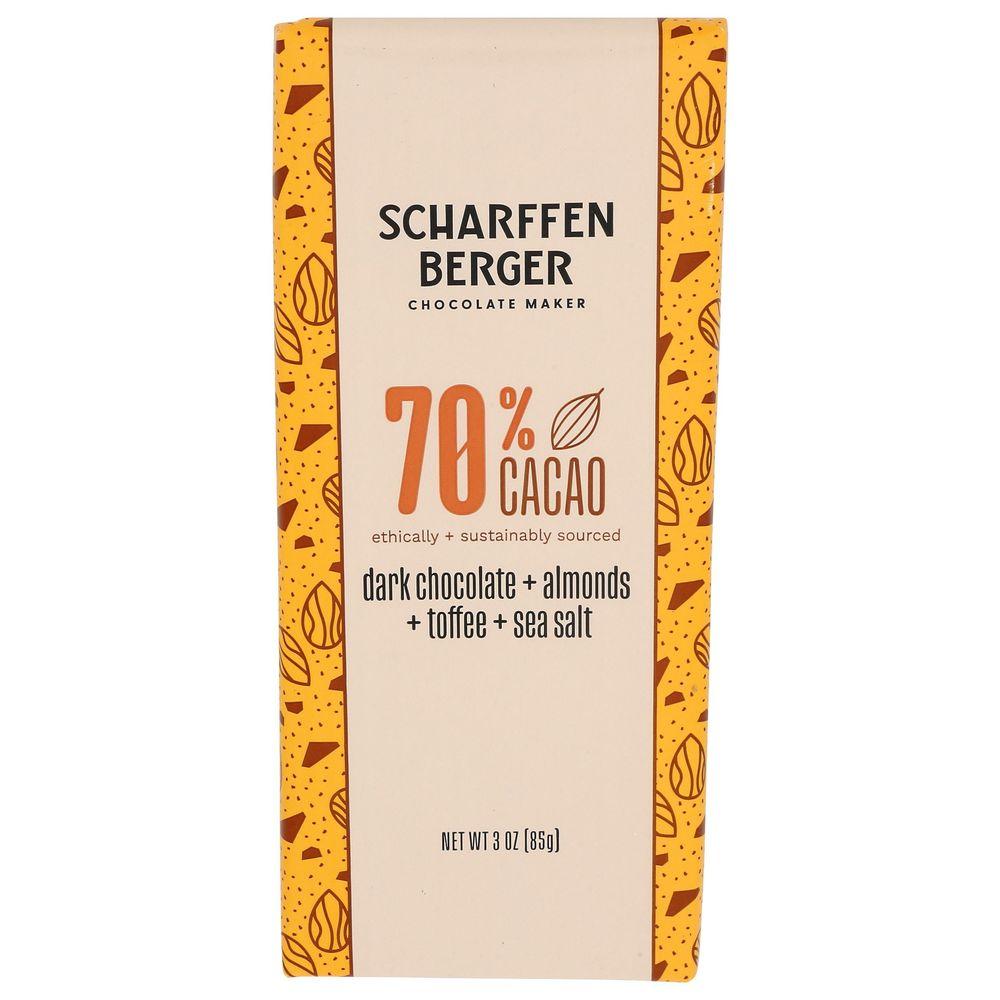 SCHARFFEN
BERGER
CHOCOLATE MAKER
70% CACAO
ethically + sustainably sourced
dark chocolate + almonds
+ toffee + sea salt
NET WT 3 OZ (85g)